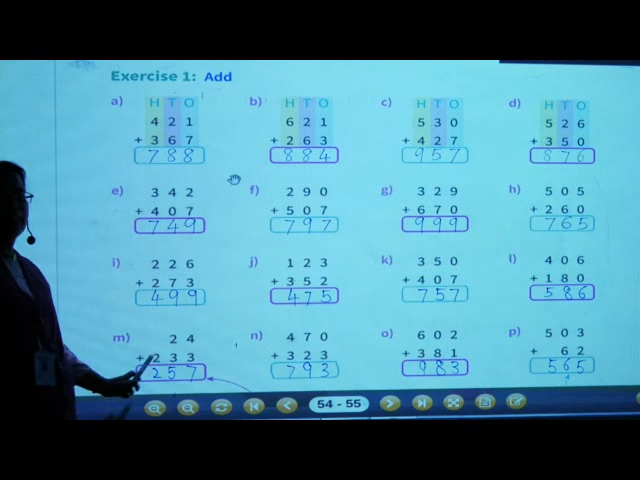 Exercise 1: Add
a) H T O b) H T O c) H T O d) H T O
4 2 1 6 2 1 5 3 0 5 2 6
+ 3 6 7 + 2 6 3 + 4 2 7 + 3 5 0
7 8 8 8 8 4 9 5 7 8 7 6
e) 3 4 2 f) 2 9 0 g) 3 2 9 h) 5 0 5
+ 4 0 7 + 5 0 7 + 6 7 0 + 2 6 0
7 4 9 7 9 7 9 9 9 7 6 5
i) 2 2 6 j) 1 2 3 k) 3 5 0 l) 4 0 6
+ 2 7 3 + 3 5 2 + 4 0 7 + 1 8 0
4 9 9 4 7 5 7 5 7 5 8 6
m) 2 4 n) 4 7 0 o) 6 0 2 p) 5 0 3
+ 2 3 3 + 3 2 3 + 3 8 1 + 6 2
2 5 7 7 9 3 9 8 3 5 6 5
54 - 55